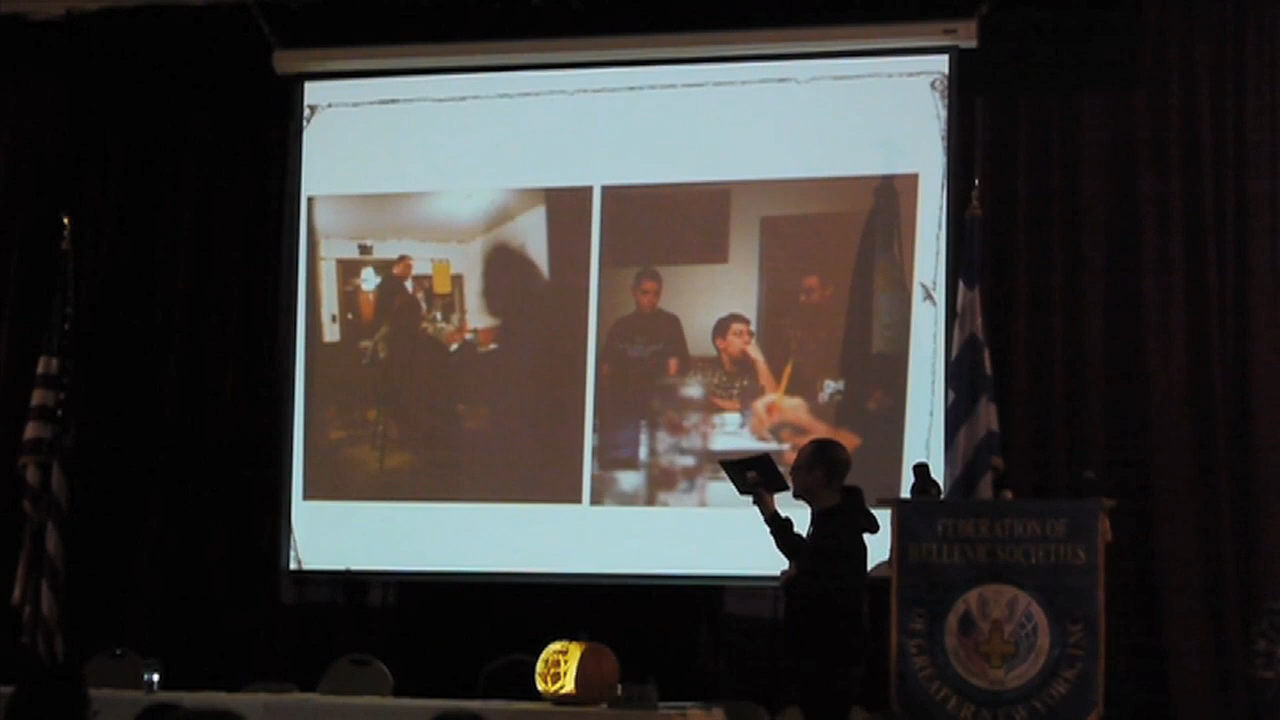 FEDERATION OF
HELLENIC SOCIETIES
OF GREATER NEW YORK, INC